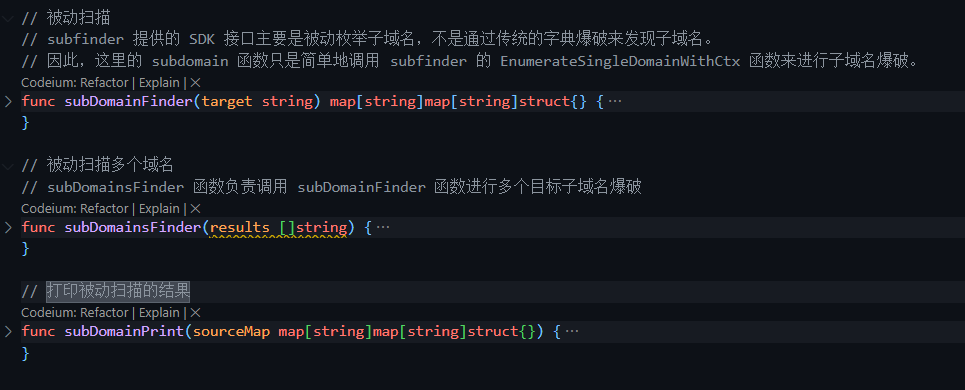 // 被动扫描
// subfinder 提供的 SDK 接口主要是被动枚举子域名，不是通过传统的字典爆破来发现子域名。
// 因此，这里的 subdomain 函数只是简单地调用 subfinder 的 EnumerateSingleDomainWithCtx 函数来进行子域名爆破。
Codeium: Refactor | Explain | ×
func subDomainFinder(target string) map[string]map[string]struct{} { ···
}
// 被动扫描多个域名
// subDomainsFinder 函数负责调用 subDomainFinder 函数进行多个目标子域名爆破
Codeium: Refactor | Explain | ×
func subDomainsFinder(results []string) { ···
}
// 打印被动扫描的结果
Codeium: Refactor | Explain | ×
func subDomainPrint(sourceMap map[string]map[string]struct{}) { ···
}